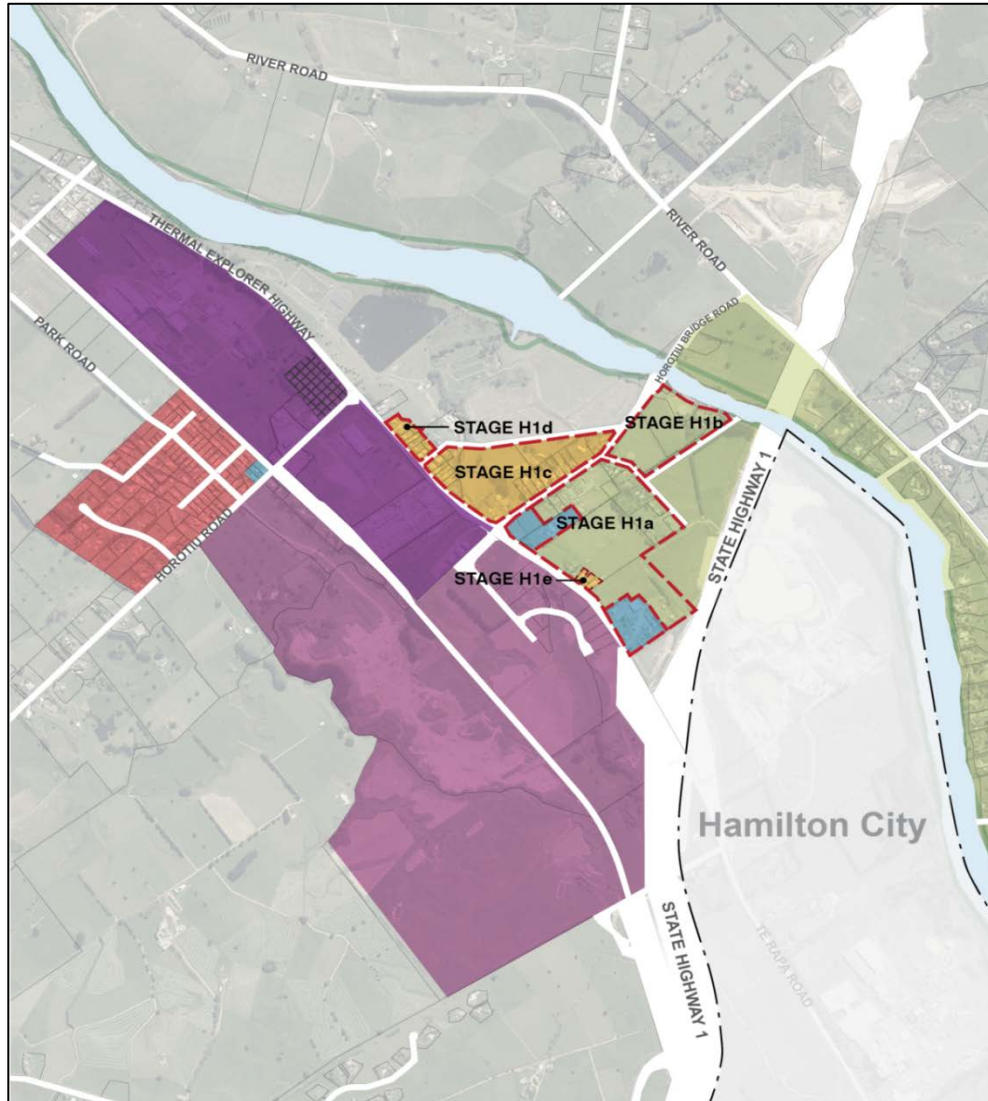 RIVER ROAD
RIVER ROAD
THERMAL EXPLORER HIGHWAY
PARK ROAD
HOROTIU BRIDGE ROAD
STAGE H1b
STAGE H1d
STAGE H1c
STAGE H1a
STAGE H1e
HOROTIU ROAD
STATE HIGHWAY 1
Hamilton City
STATE HIGHWAY 1
TE RAPA ROAD